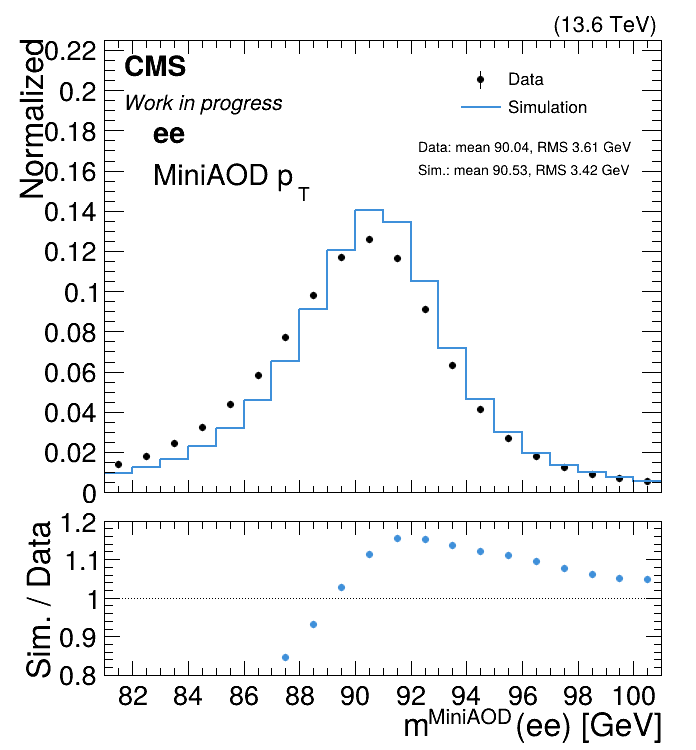 (13.6 TeV)
Normalized
CMS
Work in progress
ee
MiniAOD p_T
Data
Simulation
Data: mean 90.04, RMS 3.61 GeV
Sim.: mean 90.53, RMS 3.42 GeV
0.22
0.2
0.18
0.16
0.14
0.12
0.1
0.08
0.06
0.04
0.02
0
Sim. / Data
1.2
1.1
1
0.9
0.8
82 84 86 88 90 92 94 96 98 100
m^MiniAOD (ee) [GeV]